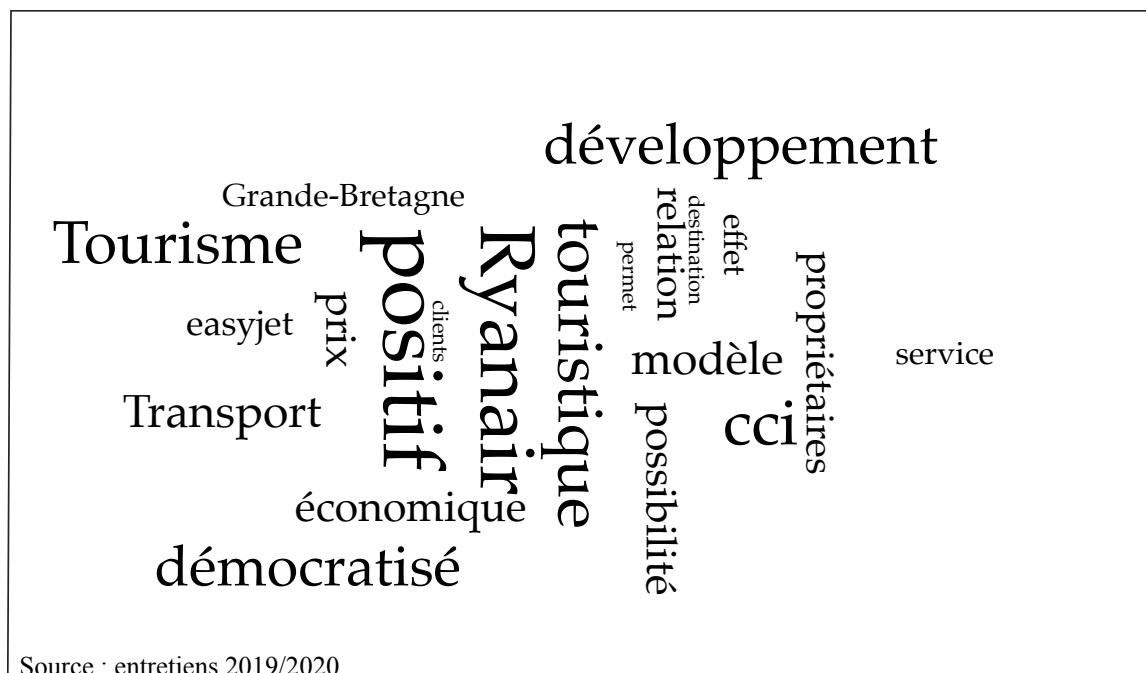 développement
Grande-Bretagne
Tourisme
positif
Ryanair
touristique
permet
relation
destination
effet
propriétaires
easyjet
prix
clients
modèle
service
Transport
cci
possibilité
économique
démocratisé
Source : entretiens 2019/2020